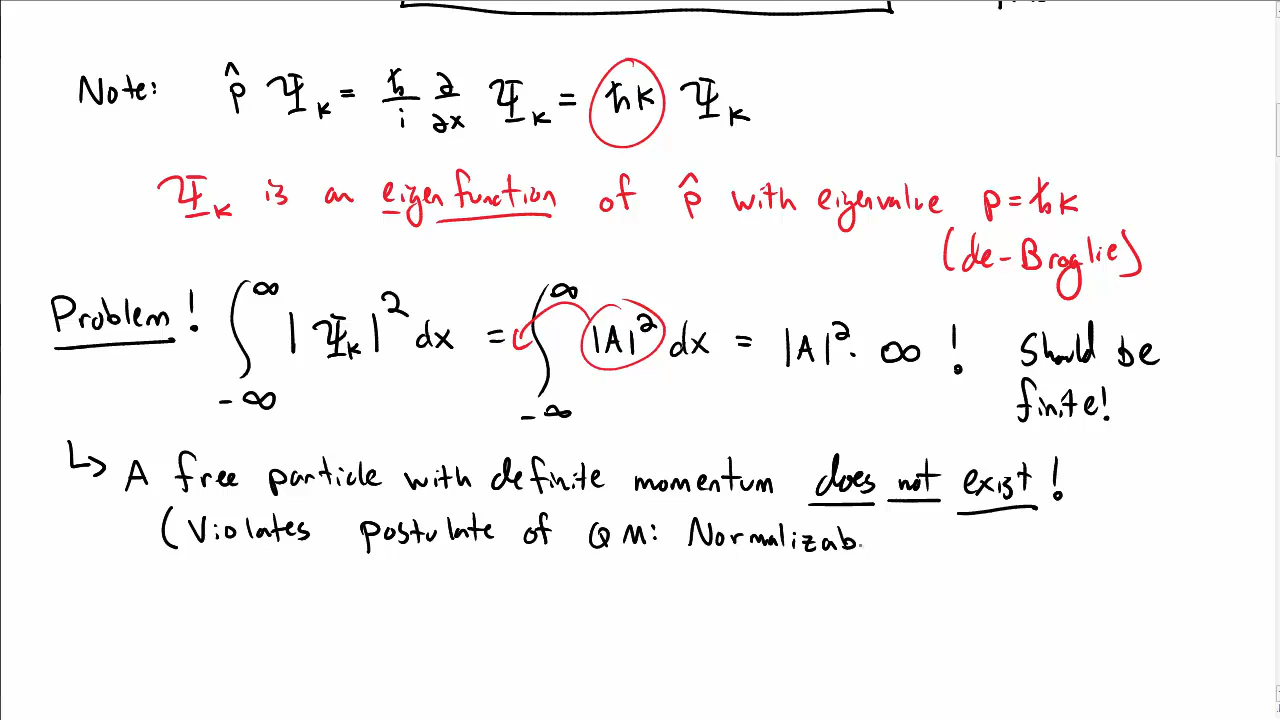 Note: p̂ Ψ_k = ħ/i ∂/∂x Ψ_k = ħk Ψ_k
Ψ_k is an eigenfunction of p̂ with eigenvalue p = ħk
(de-Broglie)
Problem! ∫_{-∞}^{∞} |Ψ_k|² dx = ∫_{-∞}^{∞} |A|² dx = |A|² · ∞ ! Should be
finite!
↳ A free particle with definite momentum does not exist!
(Violates postulate of QM: Normalizab